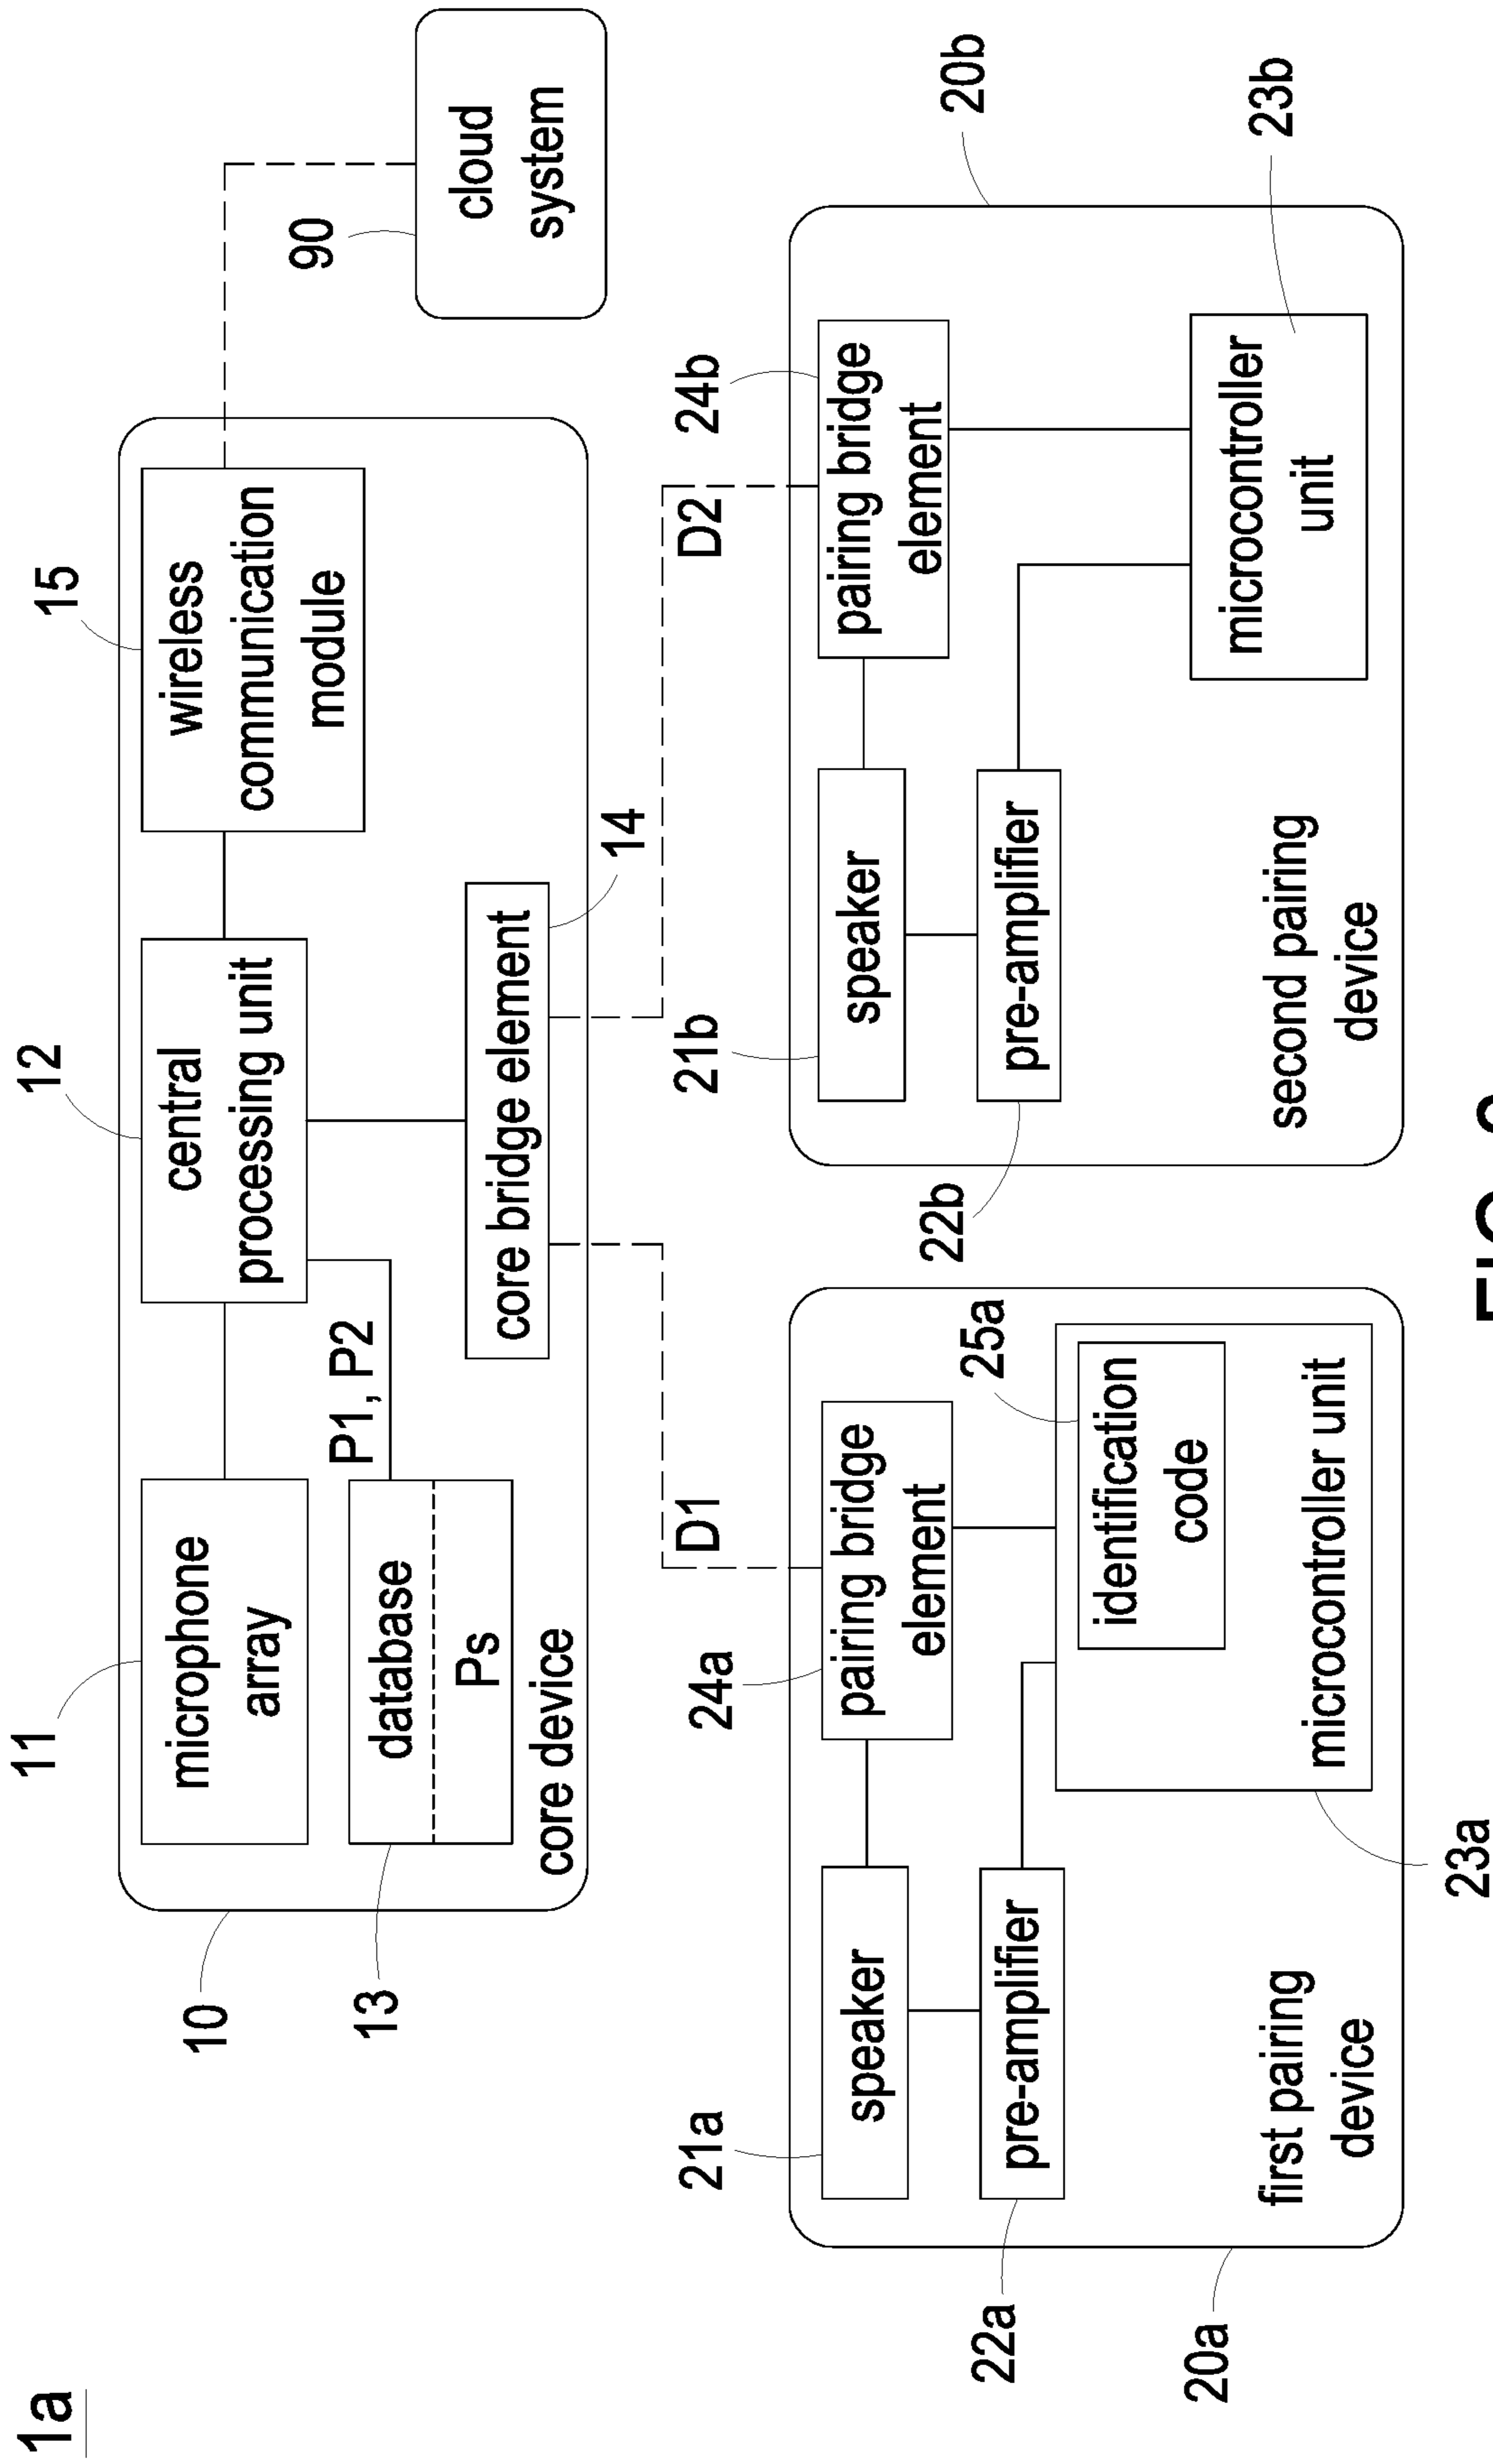 1a
10
11
12
15
microphone
array
central
processing unit
wireless
communication
module
13
database
Ps
P1, P2
core bridge element
14
core device
90
cloud
system
D1
D2
20a
21a
speaker
22a
pre-amplifier
24a
pairing bridge
element
25a
identification
code
microcontroller unit
23a
first pairing
device
20b
21b
speaker
22b
pre-amplifier
24b
pairing bridge
element
microcontroller
unit
23b
second pairing
device